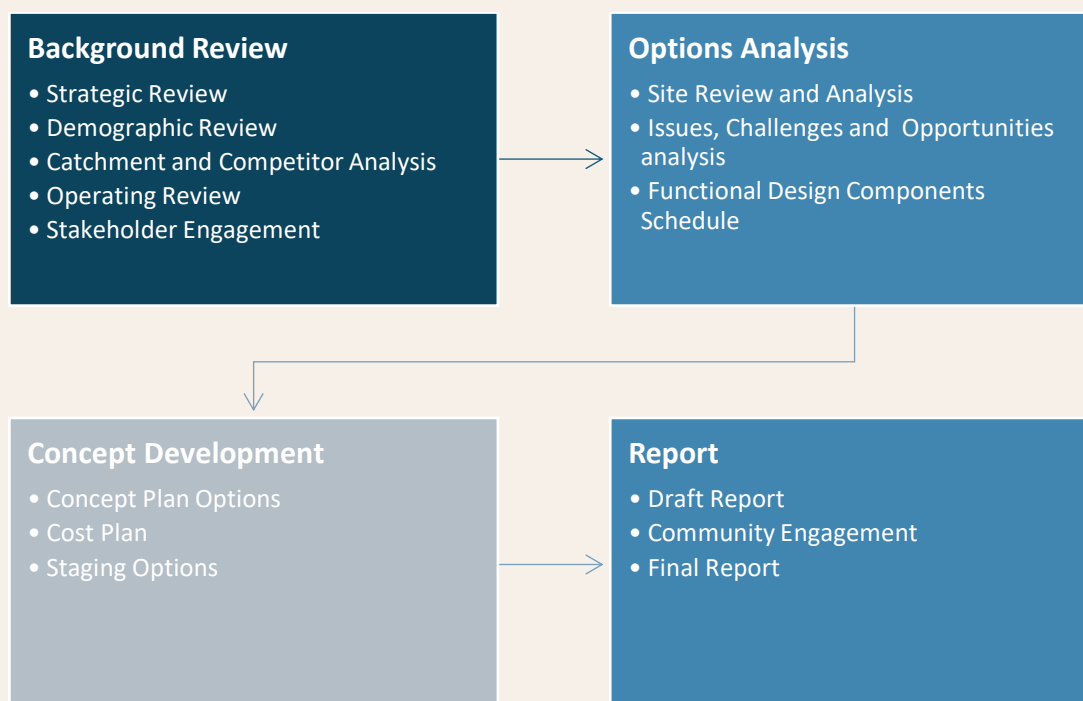 Background Review
• Strategic Review
• Demographic Review
• Catchment and Competitor Analysis
• Operating Review
• Stakeholder Engagement
Options Analysis
• Site Review and Analysis
• Issues, Challenges and  Opportunities
analysis
• Functional Design Components
Schedule
Concept Development
• Concept Plan Options
• Cost Plan
• Staging Options
Report
• Draft Report
• Community Engagement
• Final Report